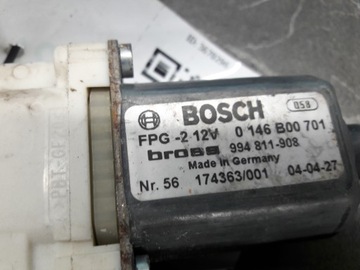 BOSCH
058
FPG -2 12V 0 146 B00 701
brose 994 811-908
Made in Germany
Nr. 56 174363/001 04-04-27